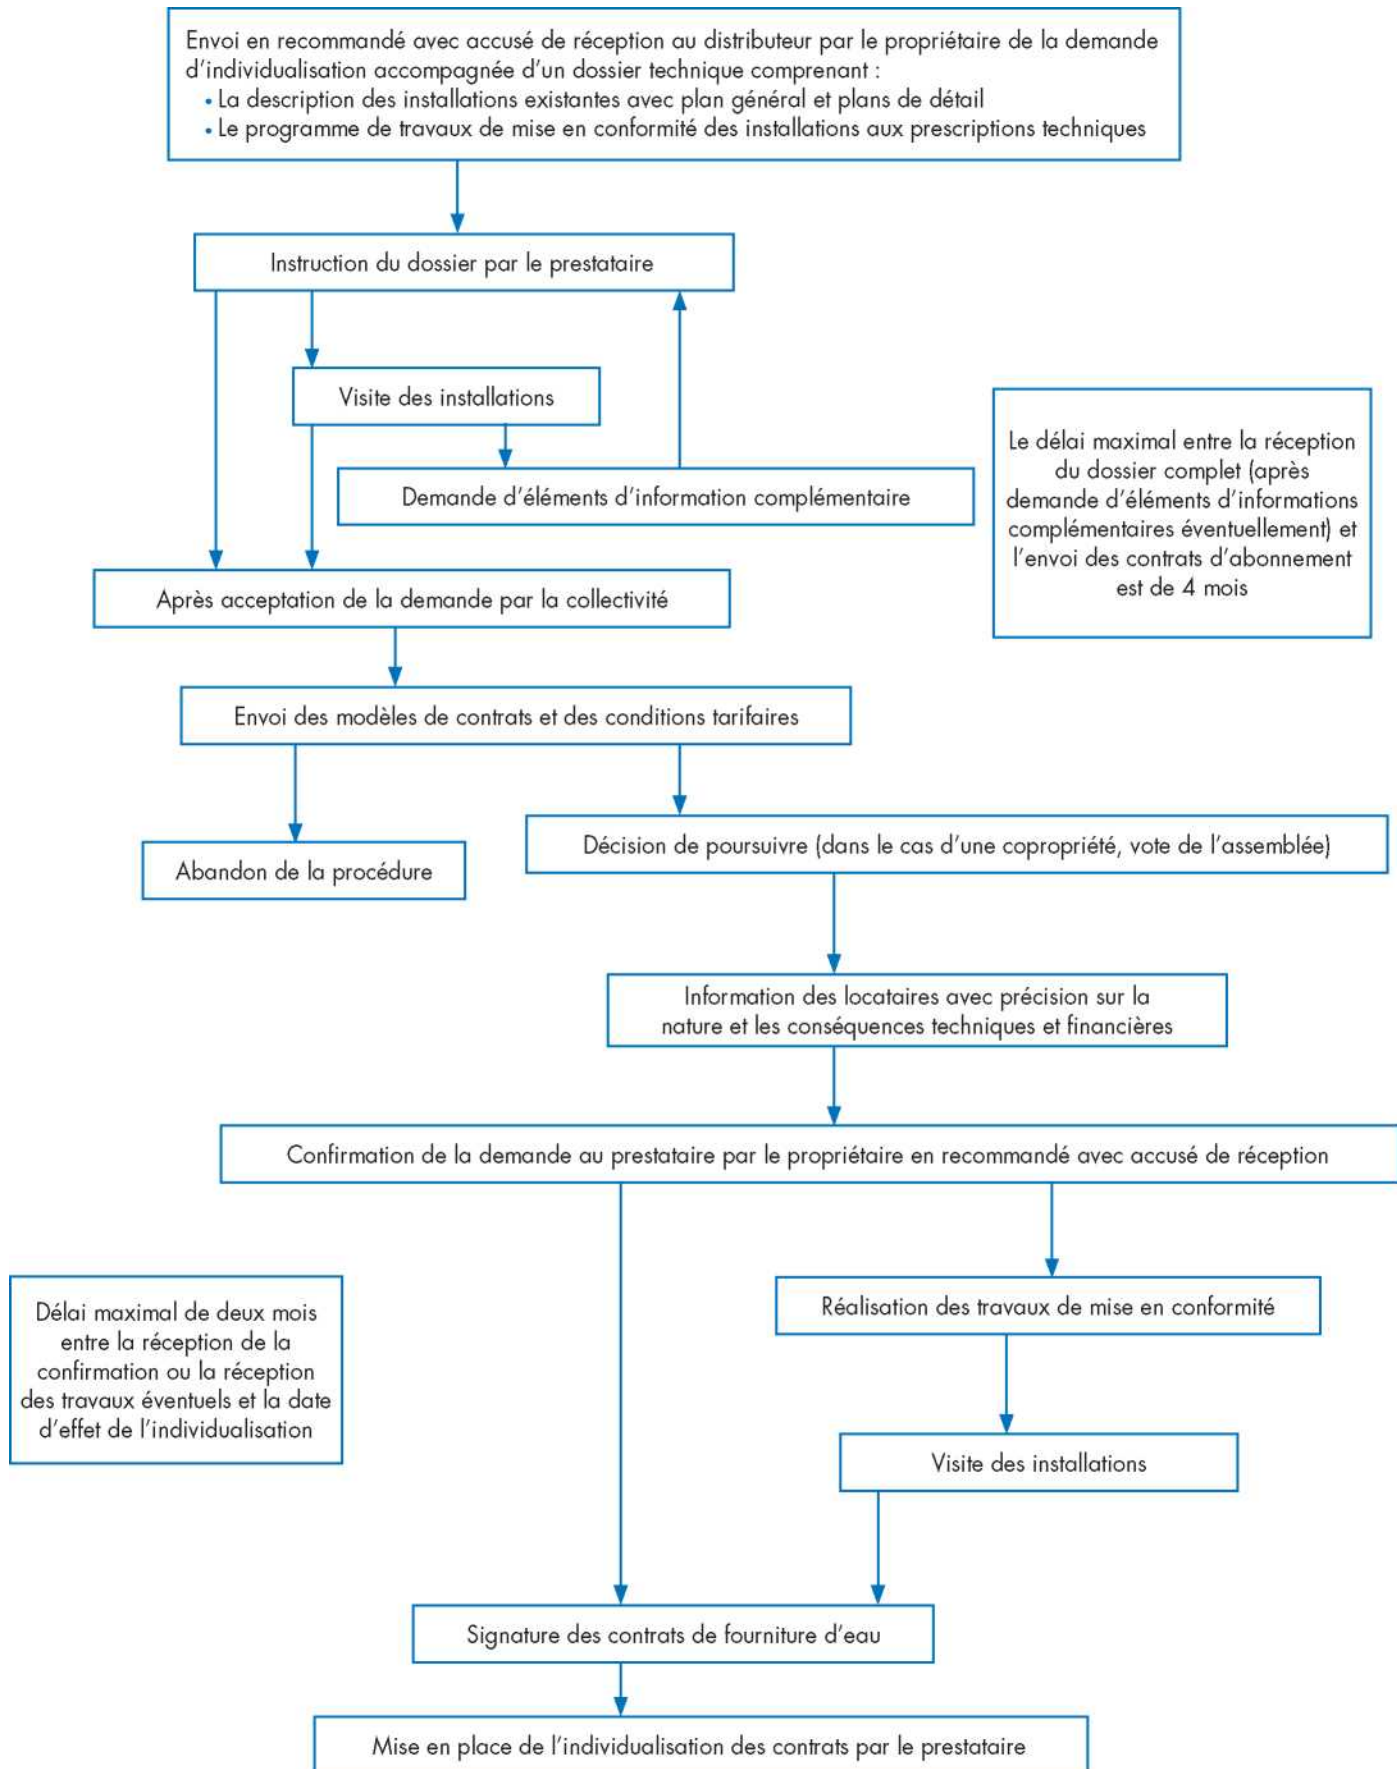 Envoi en recommandé avec accusé de réception au distributeur par le propriétaire de la demande
d'individualisation accompagnée d'un dossier technique comprenant :
• La description des installations existantes avec plan général et plans de détail
• Le programme de travaux de mise en conformité des installations aux prescriptions techniques
Instruction du dossier par le prestataire
Visite des installations
Demande d'éléments d'information complémentaire
Le délai maximal entre la réception
du dossier complet (après
demande d'éléments d'informations
complémentaires éventuellement) et
l'envoi des contrats d'abonnement
est de 4 mois
Après acceptation de la demande par la collectivité
Envoi des modèles de contrats et des conditions tarifaires
Abandon de la procédure
Décision de poursuivre (dans le cas d'une copropriété, vote de l'assemblée)
Information des locataires avec précision sur la
nature et les conséquences techniques et financières
Confirmation de la demande au prestataire par le propriétaire en recommandé avec accusé de réception
Réalisation des travaux de mise en conformité
Délai maximal de deux mois
entre la réception de la
confirmation ou la réception
des travaux éventuels et la date
d'effet de l'individualisation
Visite des installations
Signature des contrats de fourniture d'eau
Mise en place de l'individualisation des contrats par le prestataire